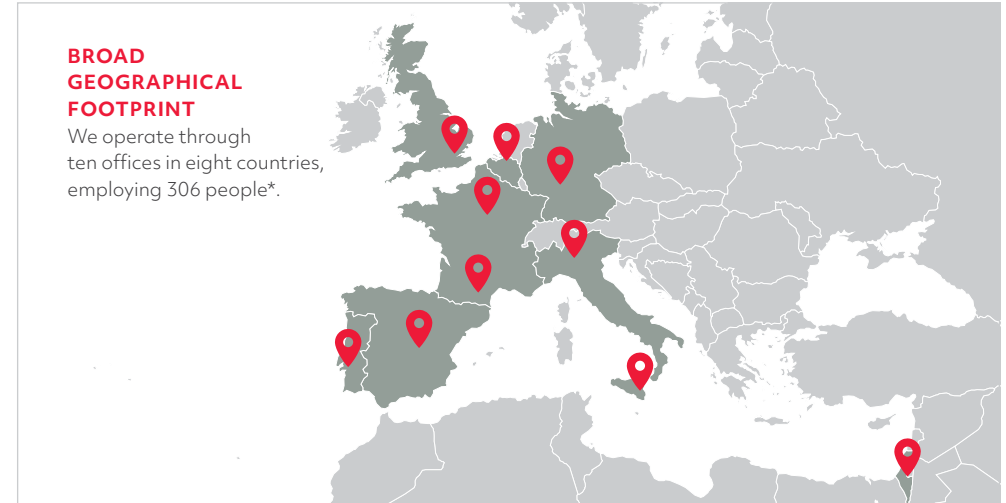 BROAD
GEOGRAPHICAL
FOOTPRINT
We operate through
ten offices in eight countries,
employing 306 people*.